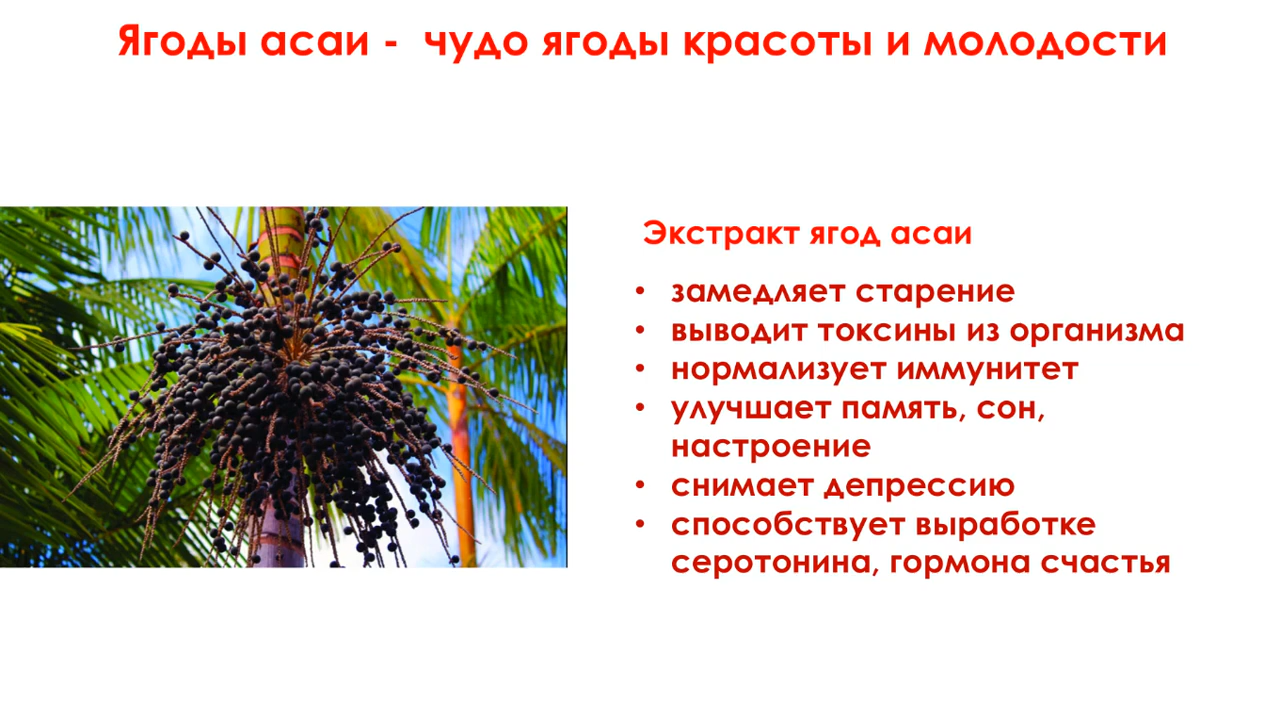 Ягоды асаи - чудо ягоды красоты и молодости
Экстракт ягод асаи
• замедляет старение
• выводит токсины из организма
• нормализует иммунитет
• улучшает память, сон,
настроение
• снимает депрессию
• способствует выработке
серотонина, гормона счастья